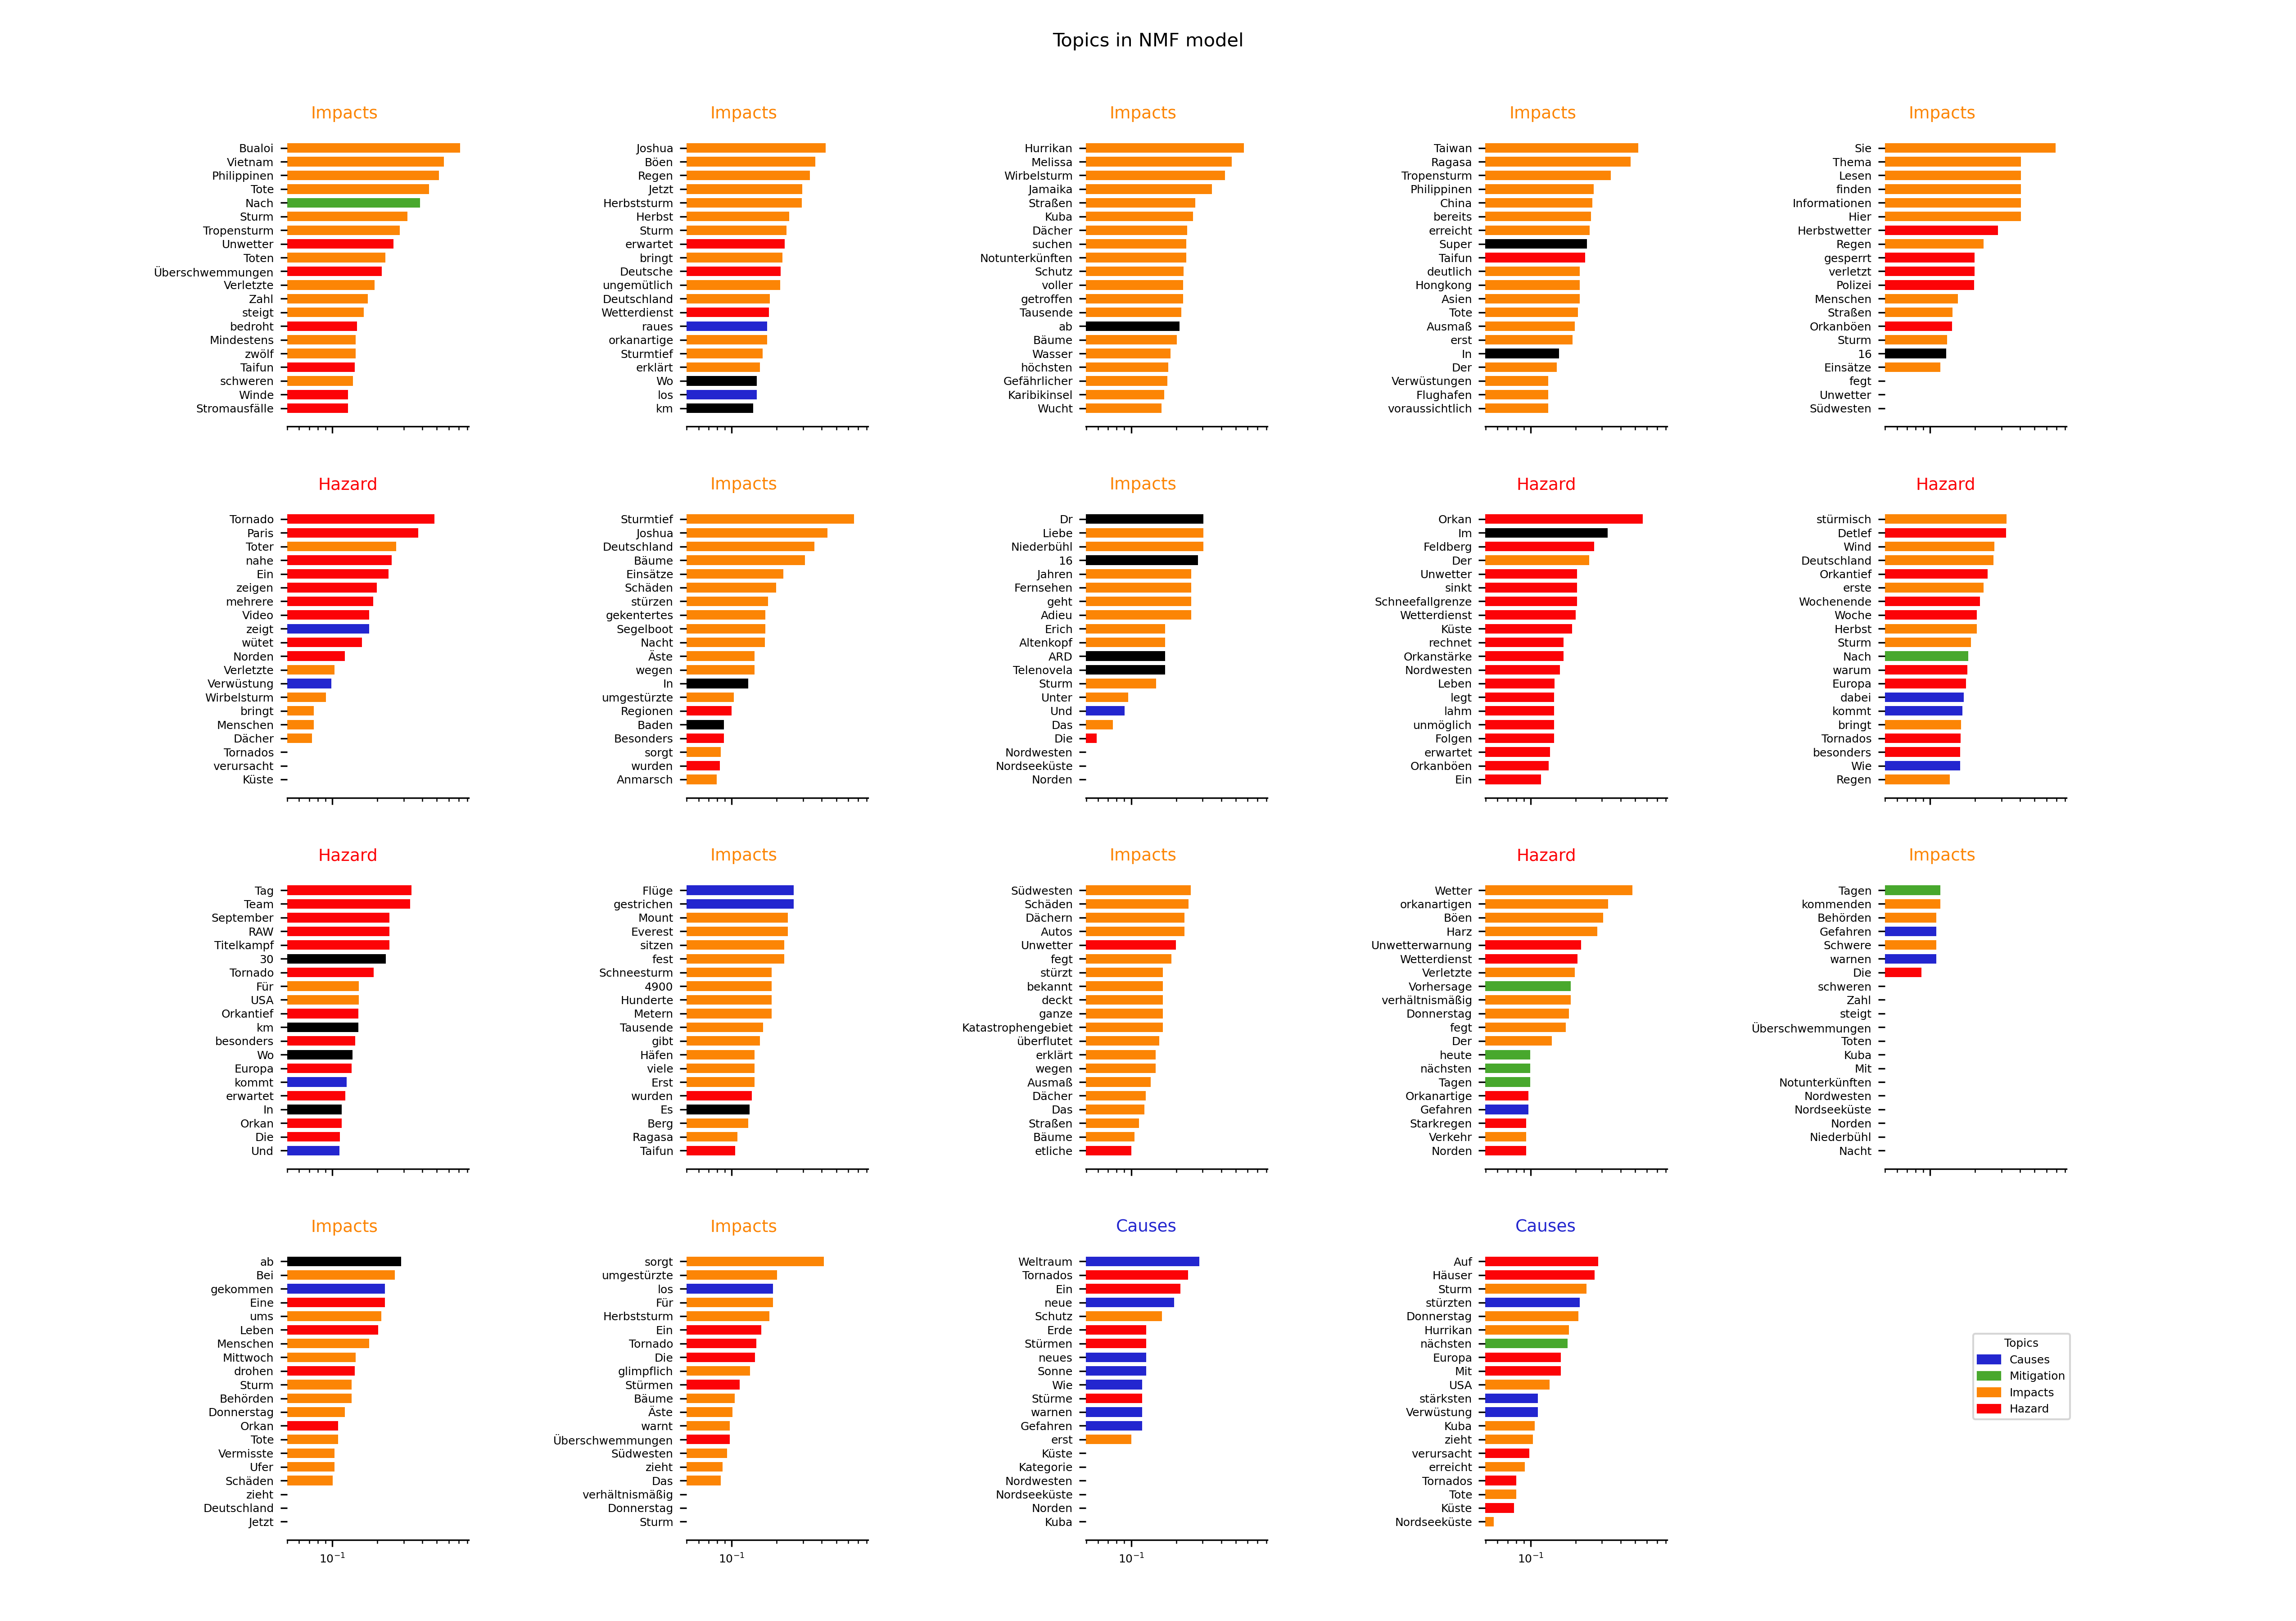 Topics in NMF model
Impacts
Bualoi
Vietnam
Philippinen
Tote
Nach
Sturm
Tropensturm
Unwetter
Toten
Überschwemmungen
Verletzte
Zahl
steigt
bedroht
Mindestens
zwölf
Taifun
schweren
Winde
Stromausfälle
Impacts
Joshua
Böen
Regen
Jetzt
Herbststurm
Herbst
Sturm
erwartet
bringt
Deutsche
ungemütlich
Deutschland
Wetterdienst
raues
orkanartige
Sturmtief
erklärt
Wo
los
km
Impacts
Hurrikan
Melissa
Wirbelsturm
Jamaika
Straßen
Kuba
Dächer
suchen
Notunterkünften
Schutz
voller
getroffen
Tausende
ab
Bäume
Wasser
höchsten
Gefährlicher
Karibikinsel
Wucht
Impacts
Taiwan
Ragasa
Tropensturm
Philippinen
China
bereits
erreicht
Super
Taifun
deutlich
Hongkong
Asien
Tote
Ausmaß
erst
In
Der
Verwüstungen
Flughafen
voraussichtlich
Impacts
Sie
Thema
Lesen
finden
Informationen
Hier
Herbstwetter
Regen
gesperrt
verletzt
Polizei
Menschen
Straßen
Orkanböen
Sturm
16
Einsätze
fegt
Unwetter
Südwesten
Hazard
Tornado
Paris
Toter
nahe
Ein
zeigen
mehrere
Video
zeigt
wütet
Norden
Verletzte
Verwüstung
Wirbelsturm
bringt
Menschen
Dächer
Tornados
verursacht
Küste
Impacts
Sturmtief
Joshua
Deutschland
Bäume
Einsätze
Schäden
stürzen
gekentertes
Segelboot
Nacht
Äste
wegen
In
umgestürzte
Regionen
Baden
Besonders
sorgt
wurden
Anmarsch
Impacts
Dr
Liebe
Niederbühl
16
Jahren
Fernsehen
geht
Adieu
Erich
Altenkopf
ARD
Telenovela
Sturm
Unter
Und
Das
Die
Nordwesten
Nordseeküste
Norden
Hazard
Orkan
Im
Feldberg
Der
Unwetter
sinkt
Schneefallgrenze
Wetterdienst
Küste
rechnet
Orkanstärke
Nordwesten
Leben
legt
lahm
unmöglich
Folgen
erwartet
Orkanböen
Ein
Hazard
stürmisch
Detlef
Wind
Deutschland
Orkantief
erste
Wochenende
Woche
Herbst
Sturm
Nach
warum
Europa
dabei
kommt
bringt
Tornados
besonders
Wie
Regen
Hazard
Tag
Team
September
RAW
Titelkampf
30
Tornado
Für
USA
Orkantief
km
besonders
Wo
Europa
kommt
erwartet
In
Orkan
Die
Und
Impacts
Flüge
gestrichen
Mount
Everest
sitzen
fest
Schneesturm
4900
Hunderte
Metern
Tausende
gibt
Häfen
viele
Erst
wurden
Es
Berg
Ragasa
Taifun
Impacts
Südwesten
Schäden
Dächern
Autos
Unwetter
fegt
stürzt
bekannt
deckt
ganze
Katastrophengebiet
überflutet
erklärt
wegen
Ausmaß
Dächer
Das
Straßen
Bäume
etliche
Hazard
Wetter
orkanartigen
Böen
Harz
Unwetterwarnung
Wetterdienst
Verletzte
Vorhersage
verhältnismäßig
Donnerstag
fegt
Der
heute
nächsten
Tagen
Orkanartige
Gefahren
Starkregen
Verkehr
Norden
Impacts
Tagen
kommenden
Behörden
Gefahren
Schwere
warnen
Die
schweren
Zahl
steigt
Überschwemmungen
Toten
Kuba
Mit
Notunterkünften
Nordwesten
Nordseeküste
Norden
Niederbühl
Nacht
Impacts
ab
Bei
gekommen
Eine
ums
Leben
Menschen
Mittwoch
drohen
Sturm
Behörden
Donnerstag
Orkan
Tote
Vermisste
Ufer
Schäden
zieht
Deutschland
Jetzt
10⁻¹
Impacts
sorgt
umgestürzte
los
Für
Herbststurm
Ein
Tornado
Die
glimpflich
Stürmen
Bäume
Äste
warnt
Überschwemmungen
Südwesten
zieht
Das
verhältnismäßig
Donnerstag
Sturm
10⁻¹
Causes
Weltraum
Tornados
Ein
neue
Schutz
Erde
Stürmen
neues
Sonne
Wie
Stürme
warnen
Gefahren
erst
Küste
Kategorie
Nordwesten
Nordseeküste
Norden
Kuba
10⁻¹
Causes
Auf
Häuser
Sturm
stürzten
Donnerstag
Hurrikan
nächsten
Europa
Mit
USA
stärksten
Verwüstung
Kuba
zieht
verursacht
erreicht
Tornados
Tote
Küste
Nordseeküste
10⁻¹
Topics
Causes
Mitigation
Impacts
Hazard